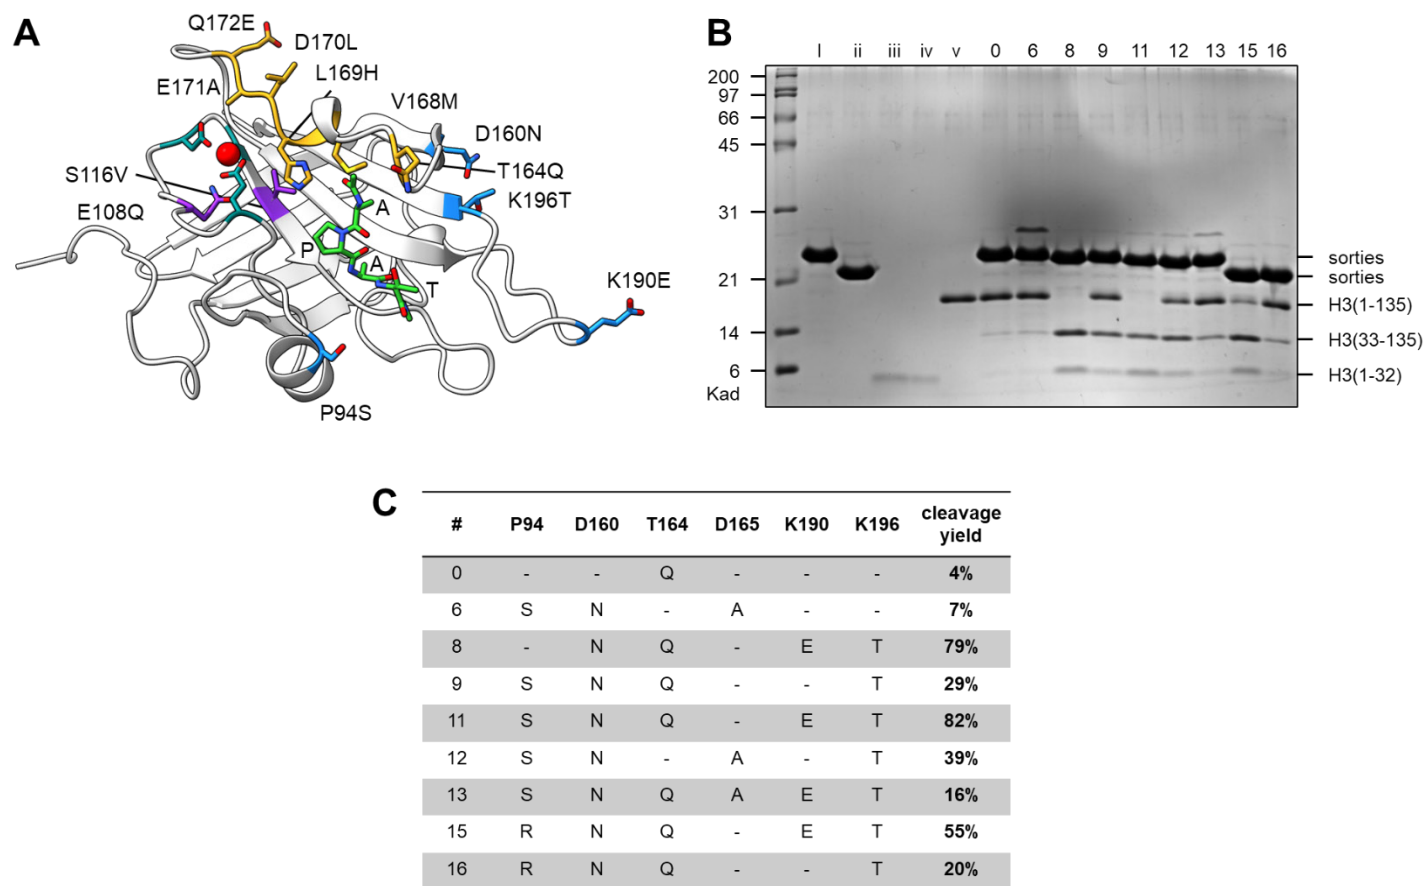 A
Q172E
D170L
E171A
L169H
V168M
D160N
S116V
T164Q
E108Q
K196T
A
P
A
T
K190E
P94S
B
I ii iii iv v 0 6 8 9 11 12 13 15 16
200
97
66
45
31
21
14
6
Kad
sorties
sorties
H3(1-135)
H3(33-135)
H3(1-32)
C
# P94 D160 T164 D165 K190 K196 cleavage yield
0 - - Q - - - 4%
6 S N - A - - 7%
8 - N Q - E T 79%
9 S N Q - - T 29%
11 S N Q - E T 82%
12 S N - A - T 39%
13 S N Q A E T 16%
15 R N Q - E T 55%
16 R N Q - - T 20%